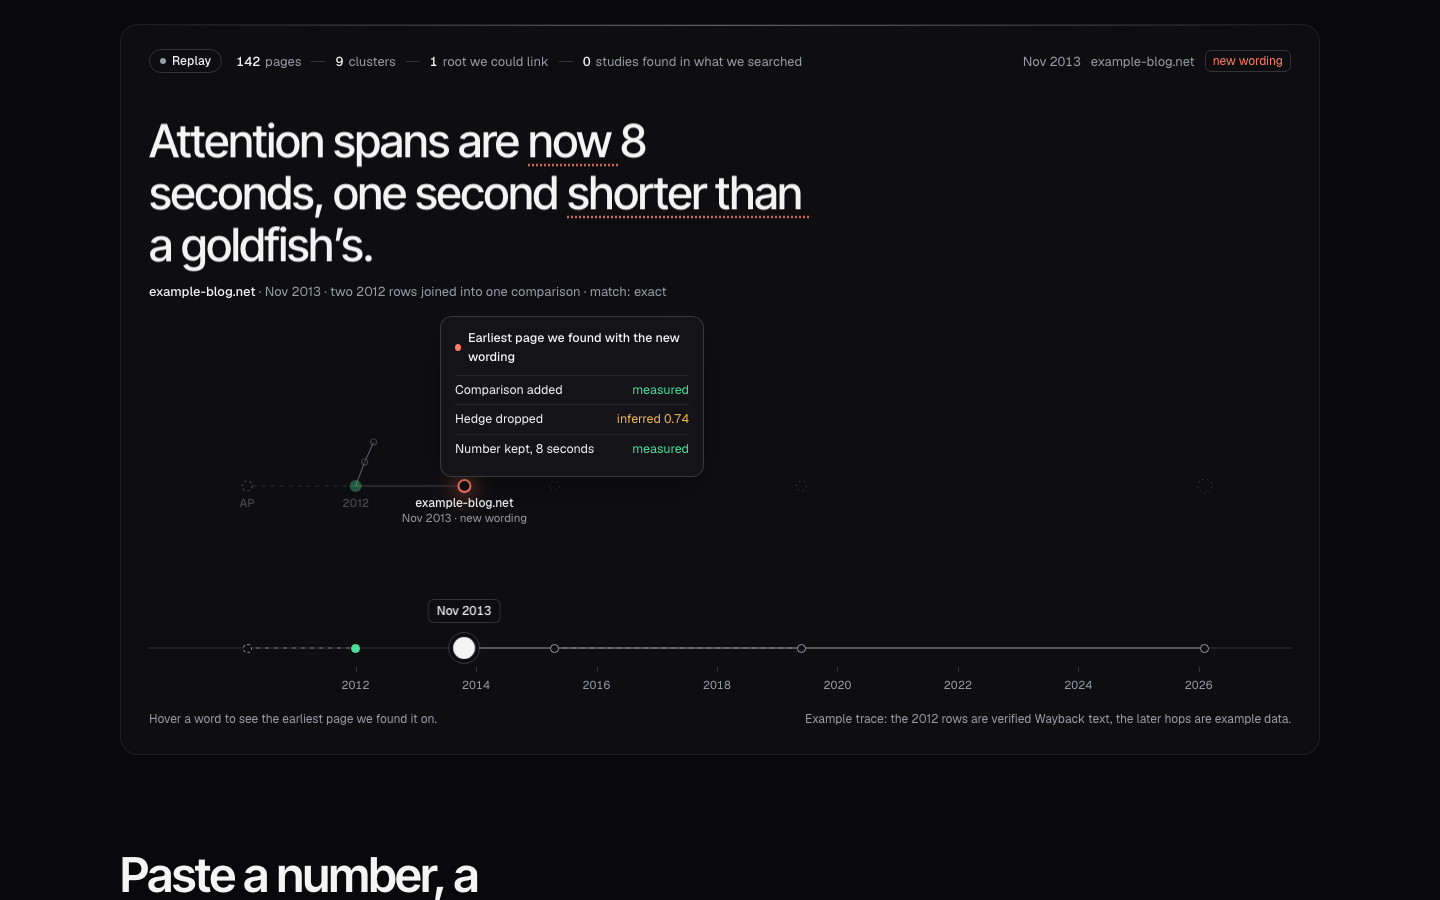 Replay 142 pages — 9 clusters — 1 root we could link — 0 studies found in what we searched
Nov 2013 example-blog.net new wording
Attention spans are now 8
seconds, one second shorter than
a goldfish’s.
example-blog.net · Nov 2013 · two 2012 rows joined into one comparison · match: exact
Earliest page we found with the new
wording
Comparison added measured
Hedge dropped inferred 0.74
Number kept, 8 seconds measured
AP 2012 example-blog.net
Nov 2013 · new wording
Nov 2013
2012 2014 2016 2018 2020 2022 2024 2026
Hover a word to see the earliest page we found it on.
Example trace: the 2012 rows are verified Wayback text, the later hops are example data.
Paste a number, a